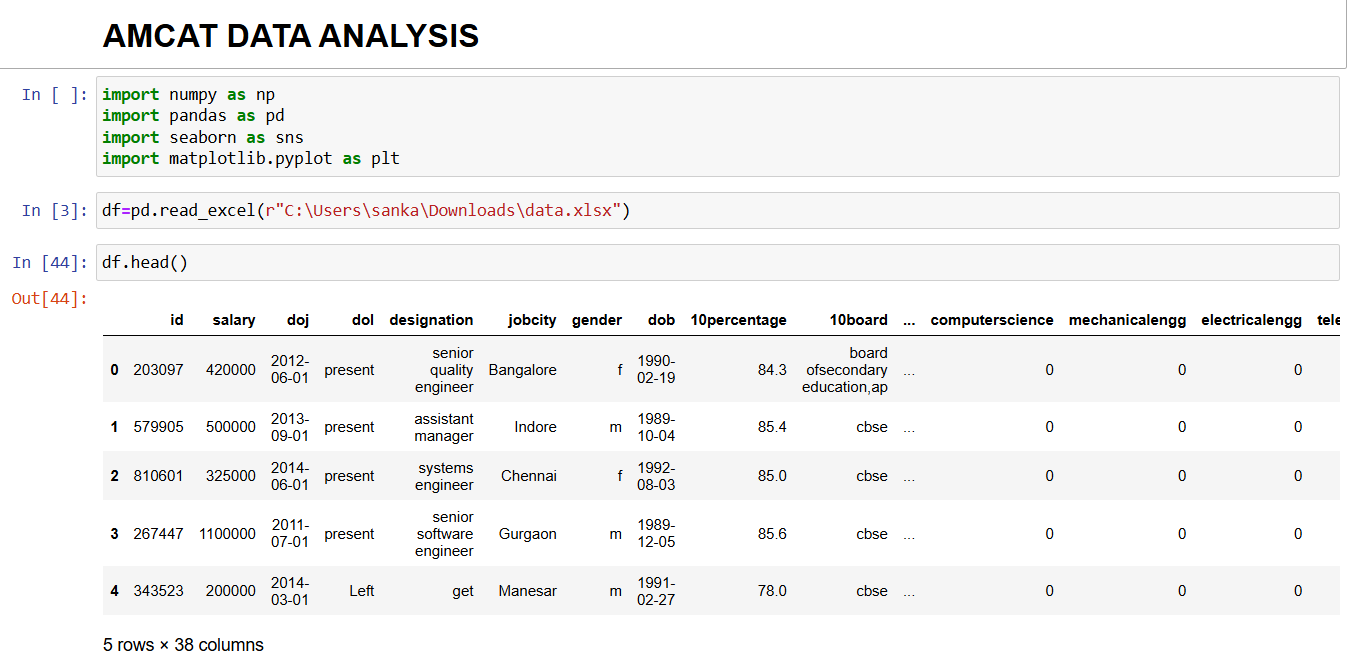 AMCAT DATA ANALYSIS
In [ ]: import numpy as np
import pandas as pd
import seaborn as sns
import matplotlib.pyplot as plt
In [3]: df=pd.read_excel(r"C:\Users\sanka\Downloads\data.xlsx")
In [44]: df.head()
Out[44]:
id salary doj dol designation jobcity gender dob 10percentage 10board ... computerscience mechanicalengg electricalengg tele
0 203097 420000 2012-06-01 present senior quality engineer Bangalore f 1990-02-19 84.3 board ofsecondary education,ap ... 0 0 0
1 579905 500000 2013-09-01 present assistant manager Indore m 1989-10-04 85.4 cbse ... 0 0 0
2 810601 325000 2014-06-01 present systems engineer Chennai f 1992-08-03 85.0 cbse ... 0 0 0
3 267447 1100000 2011-07-01 present senior software engineer Gurgaon m 1989-12-05 85.6 cbse ... 0 0 0
4 343523 200000 2014-03-01 Left get Manesar m 1991-02-27 78.0 cbse ... 0 0 0
5 rows × 38 columns